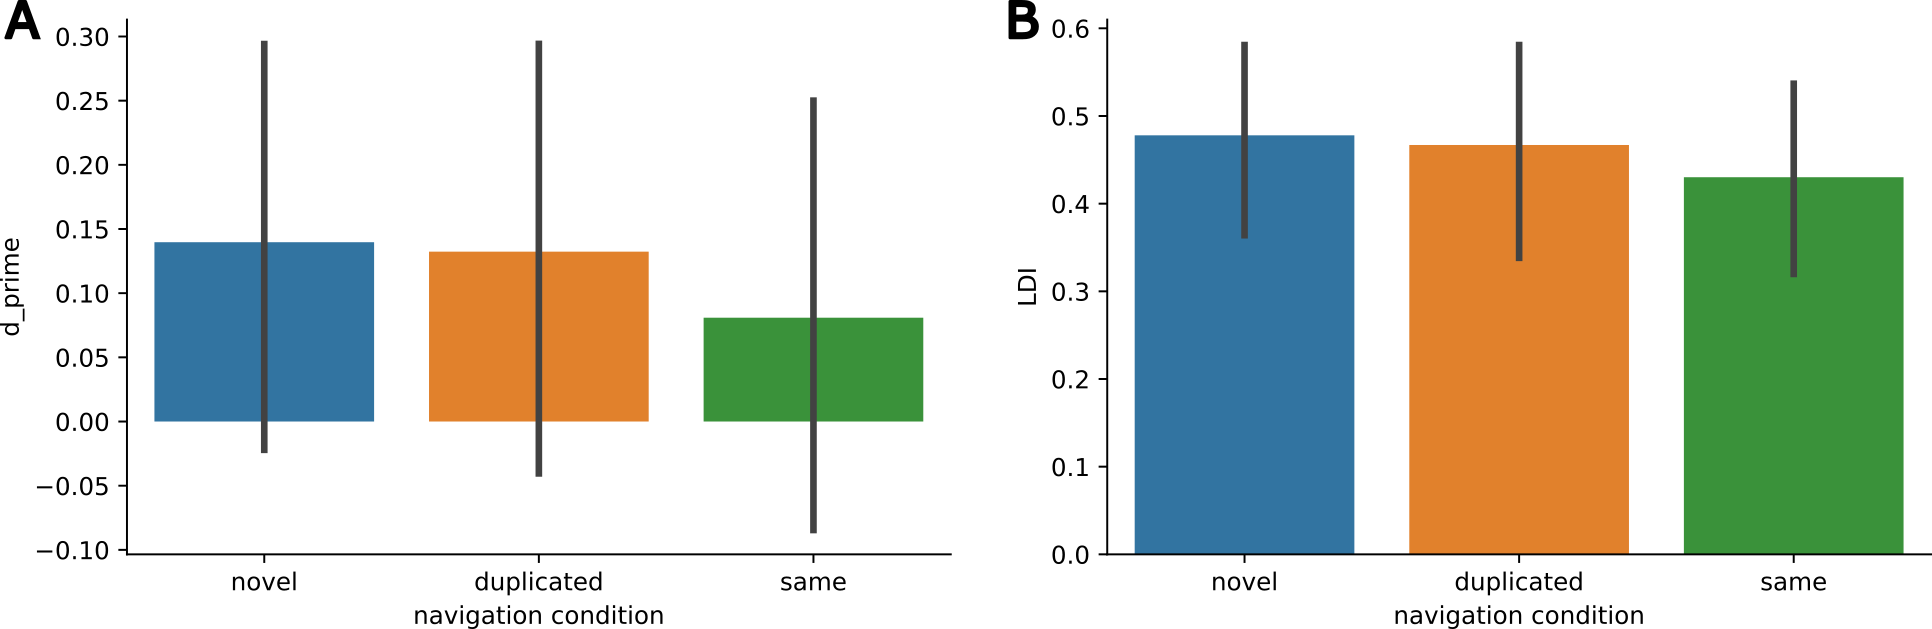 A
0.30
0.25
0.20
0.15
0.10
0.05
0.00
−0.05
−0.10
d_prime
novel duplicated same
navigation condition
B
0.6
0.5
0.4
0.3
0.2
0.1
0.0
LDI
novel duplicated same
navigation condition